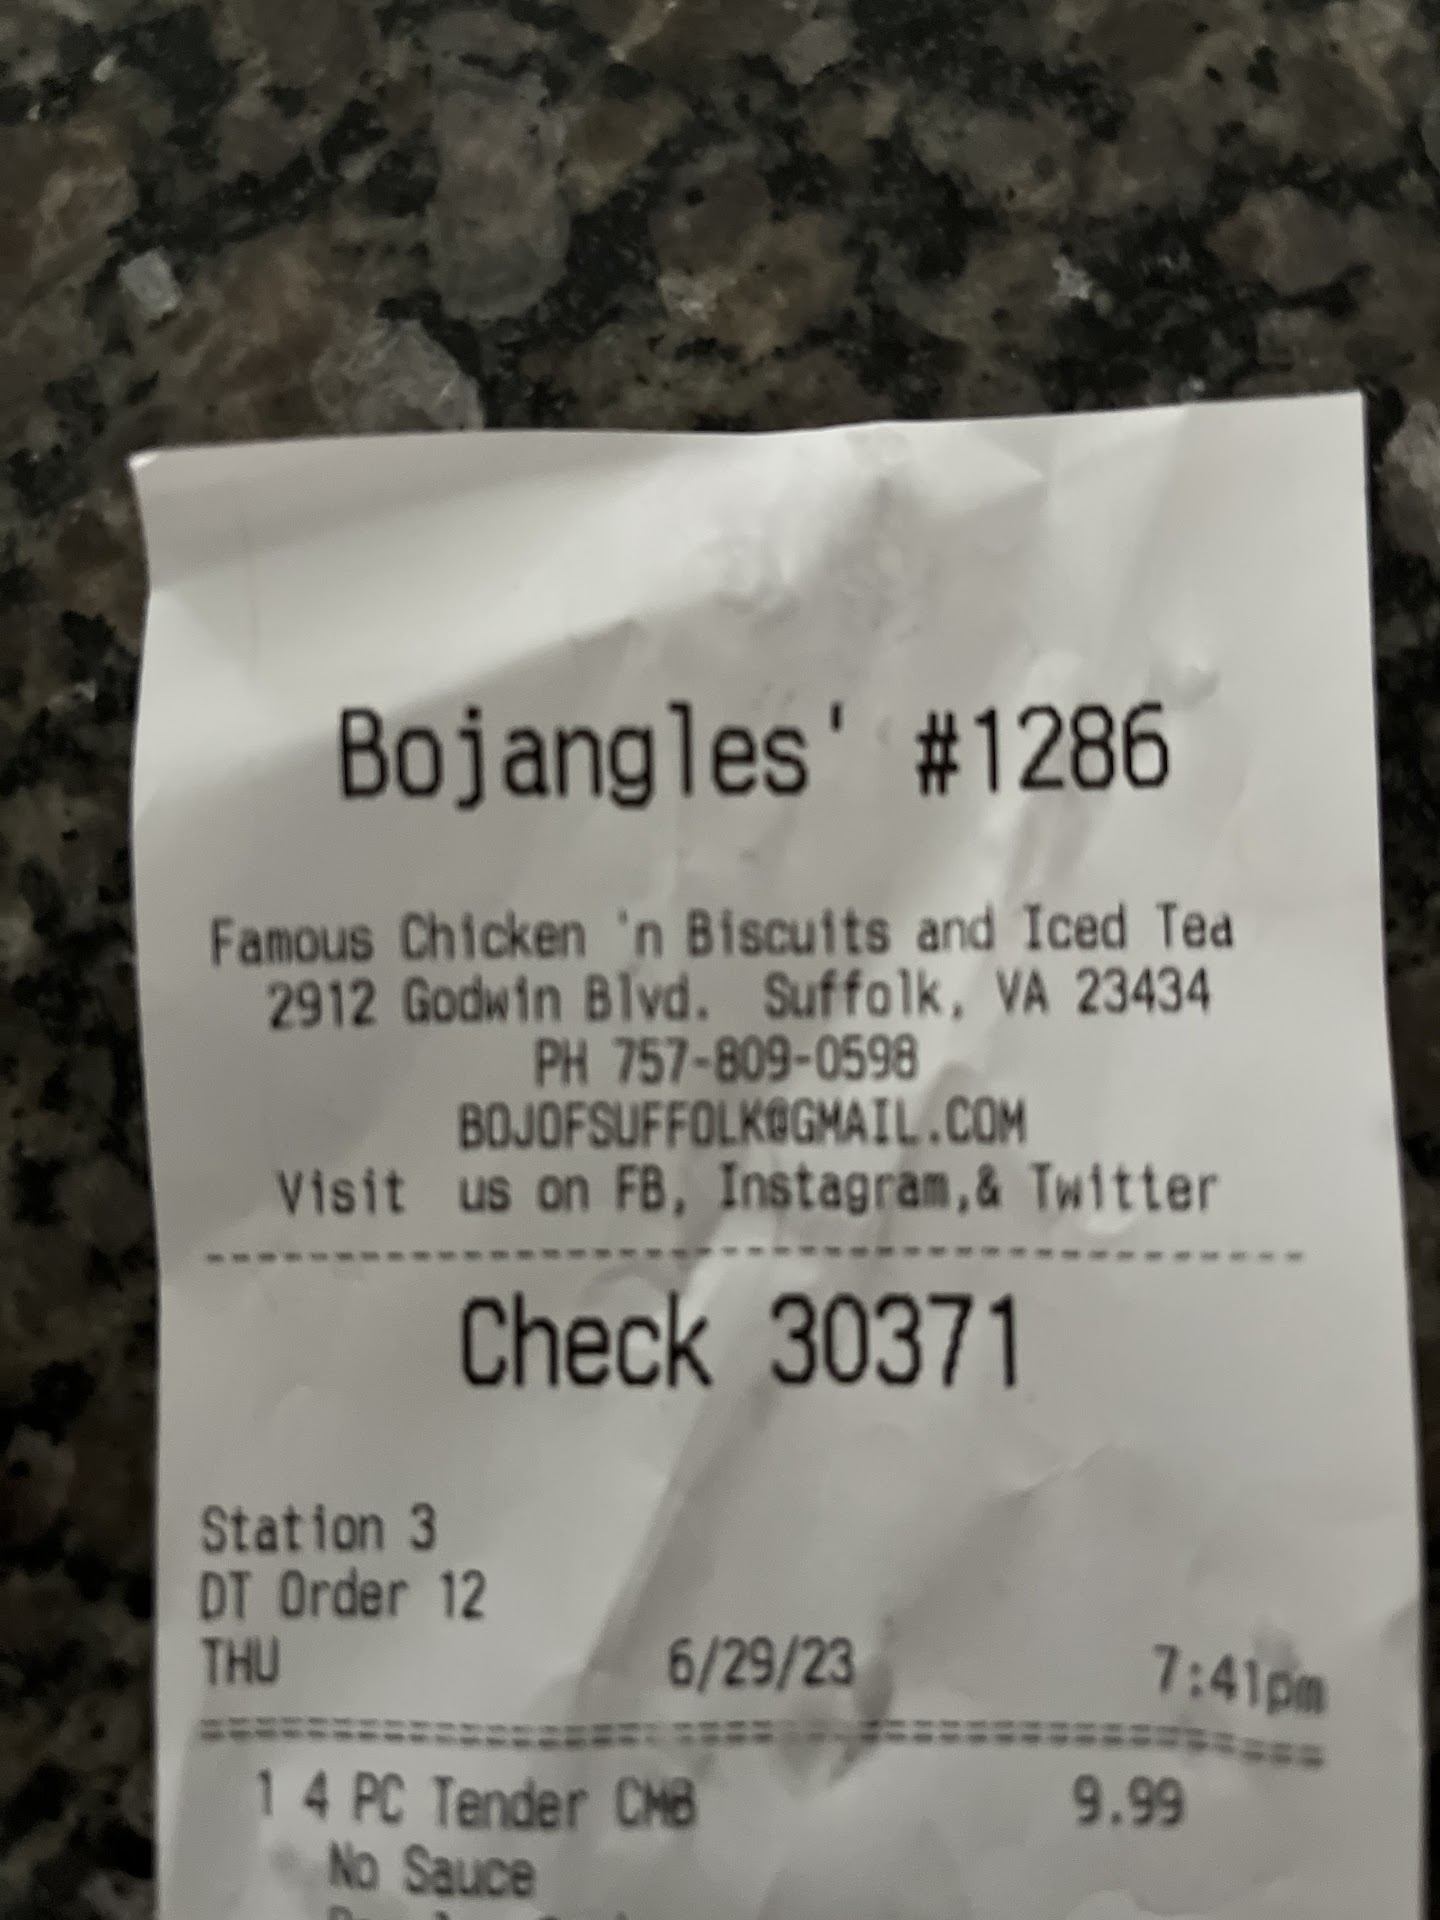 Bojangles' #1286
Famous Chicken 'n Biscuits and Iced Tea
2912 Godwin Blvd. Suffolk, VA 23434
PH 757-809-0598
BOJOFSUFFOLK@GMAIL.COM
Visit us on FB, Instagram,& Twitter
Check 30371
Station 3
DT Order 12
THU 6/29/23 7:41pm
1 4 PC Tender CMB 9.99
No Sauce